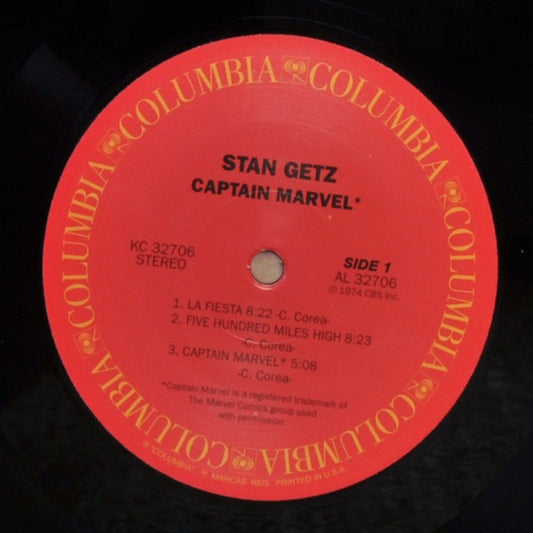 COLUMBIA COLUMBIA COLUMBIA COLUMBIA COLUMBIA COLUMBIA
STAN GETZ
CAPTAIN MARVEL*
KC 32706
STEREO
SIDE 1
AL 32706
℗ 1974 CBS Inc.
1. LA FIESTA 8:22 -C. Corea-
2. FIVE HUNDRED MILES HIGH 8:23
-C. Corea-
3. CAPTAIN MARVEL* 5:08
-C. Corea-
*Captain Marvel is a registered trademark of
The Marvel Comics group used
with permission
® "COLUMBIA", MARCAS REG. PRINTED IN U.S.A.